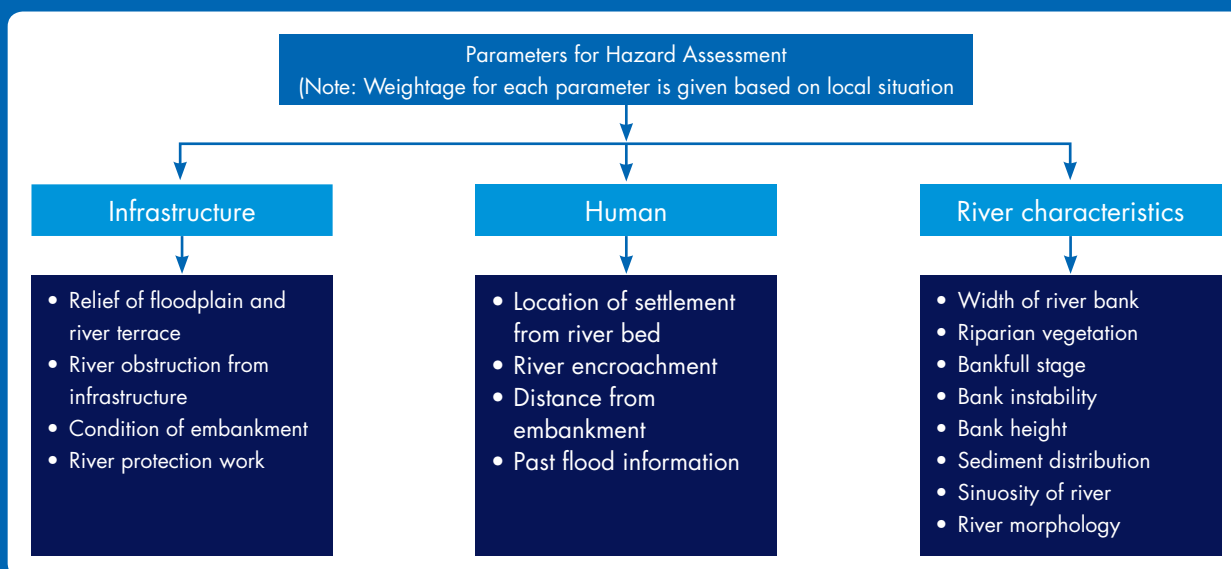 Parameters for Hazard Assessment
(Note: Weightage for each parameter is given based on local situation
Infrastructure
• Relief of floodplain and
river terrace
• River obstruction from
infrastructure
• Condition of embankment
• River protection work
Human
• Location of settlement
from river bed
• River encroachment
• Distance from
embankment
• Past flood information
River characteristics
• Width of river bank
• Riparian vegetation
• Bankfull stage
• Bank instability
• Bank height
• Sediment distribution
• Sinuosity of river
• River morphology